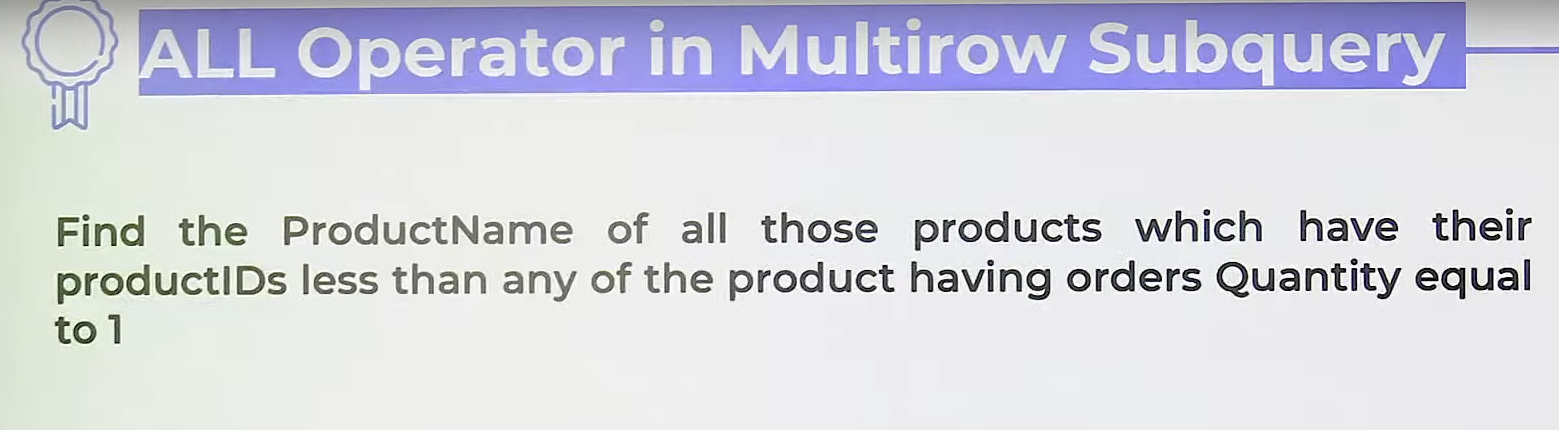 ALL Operator in Multirow Subquery
Find the ProductName of all those products which have their
productIDs less than any of the product having orders Quantity equal
to 1